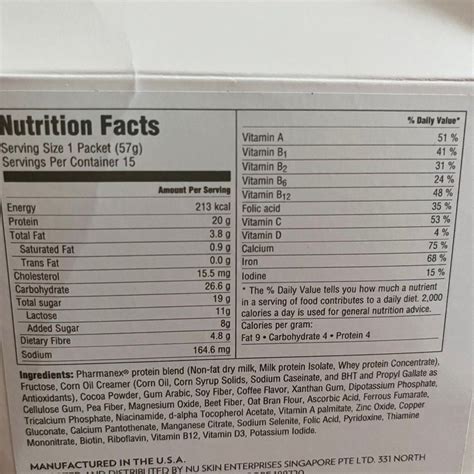 Nutrition Facts
Serving Size 1 Packet (57g)
Servings Per Container 15
Amount Per Serving
Energy 213 kcal
Protein 20 g
Total Fat 3.8 g
Saturated Fat 0.9 g
Trans Fat 0.0 g
Cholesterol 15.5 mg
Carbohydrate 26.6 g
Total sugar 19 g
Lactose 11g
Added Sugar 8g
Dietary Fibre 4.8 g
Sodium 164.6 mg
% Daily Value*
Vitamin A 51 %
Vitamin B1 41 %
Vitamin B2 31 %
Vitamin B6 24 %
Vitamin B12 48 %
Folic acid 35 %
Vitamin C 53 %
Vitamin D 4 %
Calcium 75 %
Iron 68 %
Iodine 15 %
* The % Daily Value tells you how much a nutrient
in a serving of food contributes to a daily diet. 2,000
calories a day is used for general nutrition advice.
Calories per gram:
Fat 9 • Carbohydrate 4 • Protein 4
Ingredients: Pharmanex® protein blend (Non-fat dry milk, Milk protein Isolate, Whey protein Concentrate),
Fructose, Corn Oil Creamer (Corn Oil, Corn Syrup Solids, Sodium Caseinate, and BHT and Propyl Gallate as
Antioxidants), Cocoa Powder, Gum Arabic, Soy Fiber, Coffee Flavor, Xanthan Gum, Dipotassium Phosphate,
Cellulose Gum, Pea Fiber, Magnesium Oxide, Beet Fiber, Oat Bran Flour, Ascorbic Acid, Ferrous Fumarate,
Tricalcium Phosphate, Niacinamide, d-alpha Tocopherol Acetate, Vitamin A palmitate, Zinc Oxide, Copper
Gluconate, Calcium Pantothenate, Manganese Citrate, Sodium Selenite, Folic Acid, Pyridoxine, Thiamine
Mononitrate, Biotin, Riboflavin, Vitamin B12, Vitamin D3, Potassium Iodide.
MANUFACTURED IN THE U.S.A.
DISTRIBUTED BY NU SKIN ENTERPRISES SINGAPORE PTE LTD. 331 NORTH